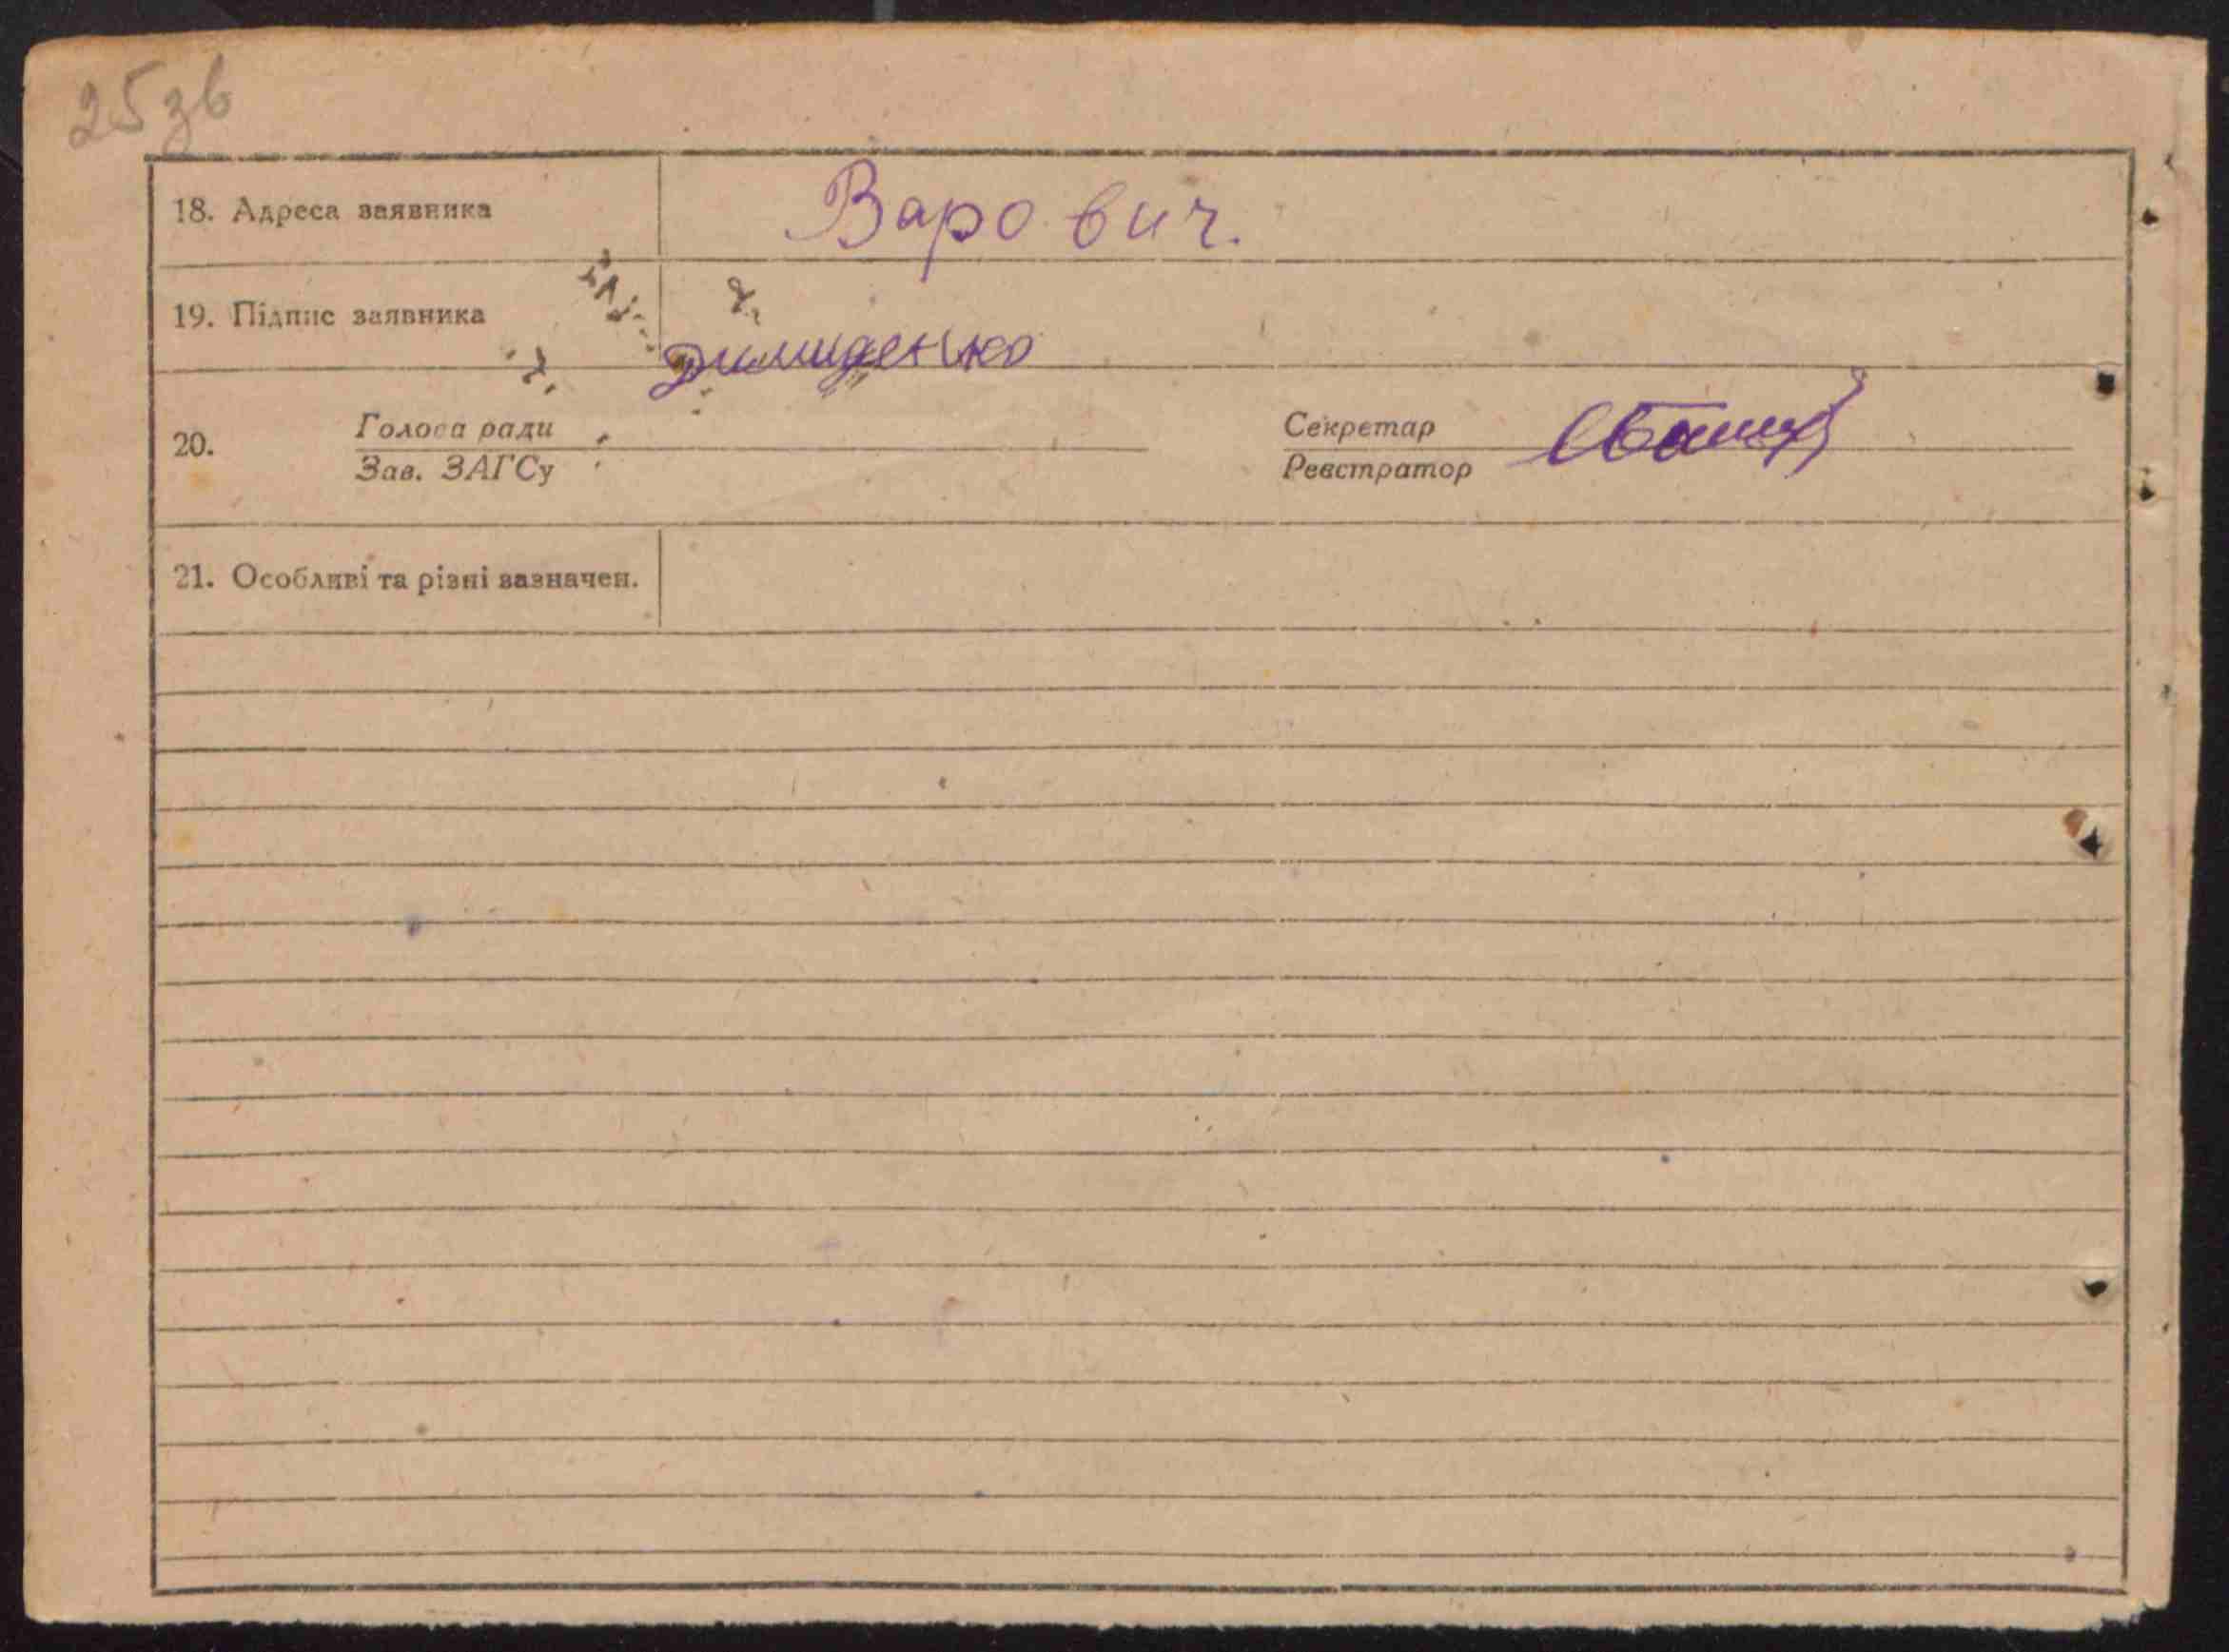 25зв
18. Адреса заявника Варович.
19. Підпис заявника
20. Голова ради Секретар
Зав. ЗАГСу Реєстратор
21. Особливі та різні зазначен.